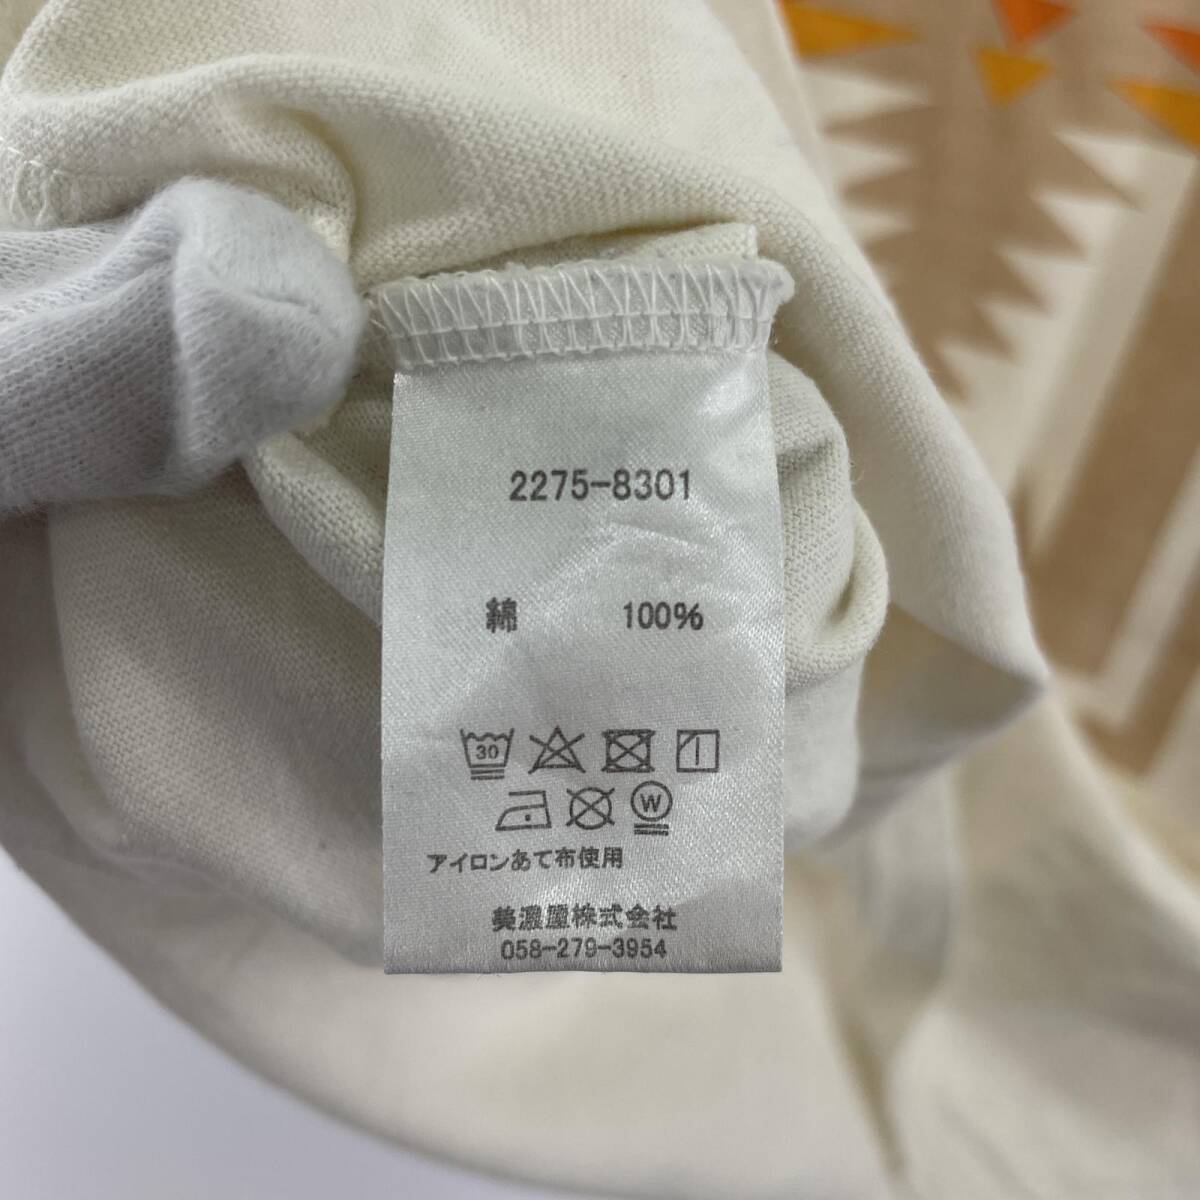 2275-8301
綿 100%
30
W
アイロンあて布使用
美濃屋株式会社
058-279-3954